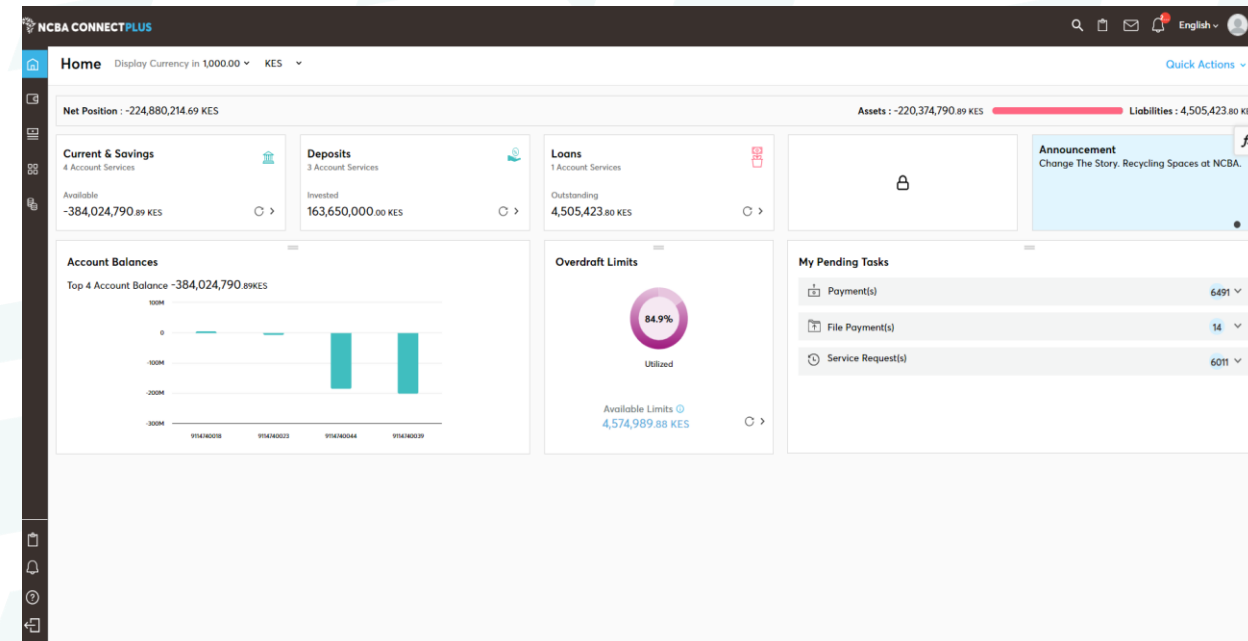 NCBA CONNECTPLUS
English
Home Display Currency in 1,000.00 KES
Quick Actions
Net Position : -224,880,214.69 KES
Assets : -220,374,790.89 KES
Liabilities : 4,505,423.80
Current & Savings
4 Account Services
Available
-384,024,790.89 KES
Deposits
3 Account Services
Invested
163,650,000.00 KES
Loans
1 Account Services
Outstanding
4,505,423.80 KES
Announcement
Change The Story. Recycling Spaces at NCBA.
Account Balances
Top 4 Account Balance -384,024,790.89KES
100M
0
-100M
-200M
-300M
9114740018 9114740023 9114740044 9114740039
Overdraft Limits
84.9%
Utilized
Available Limits
4,574,989.88 KES
My Pending Tasks
Payment(s) 6491
File Payment(s) 14
Service Request(s) 6011